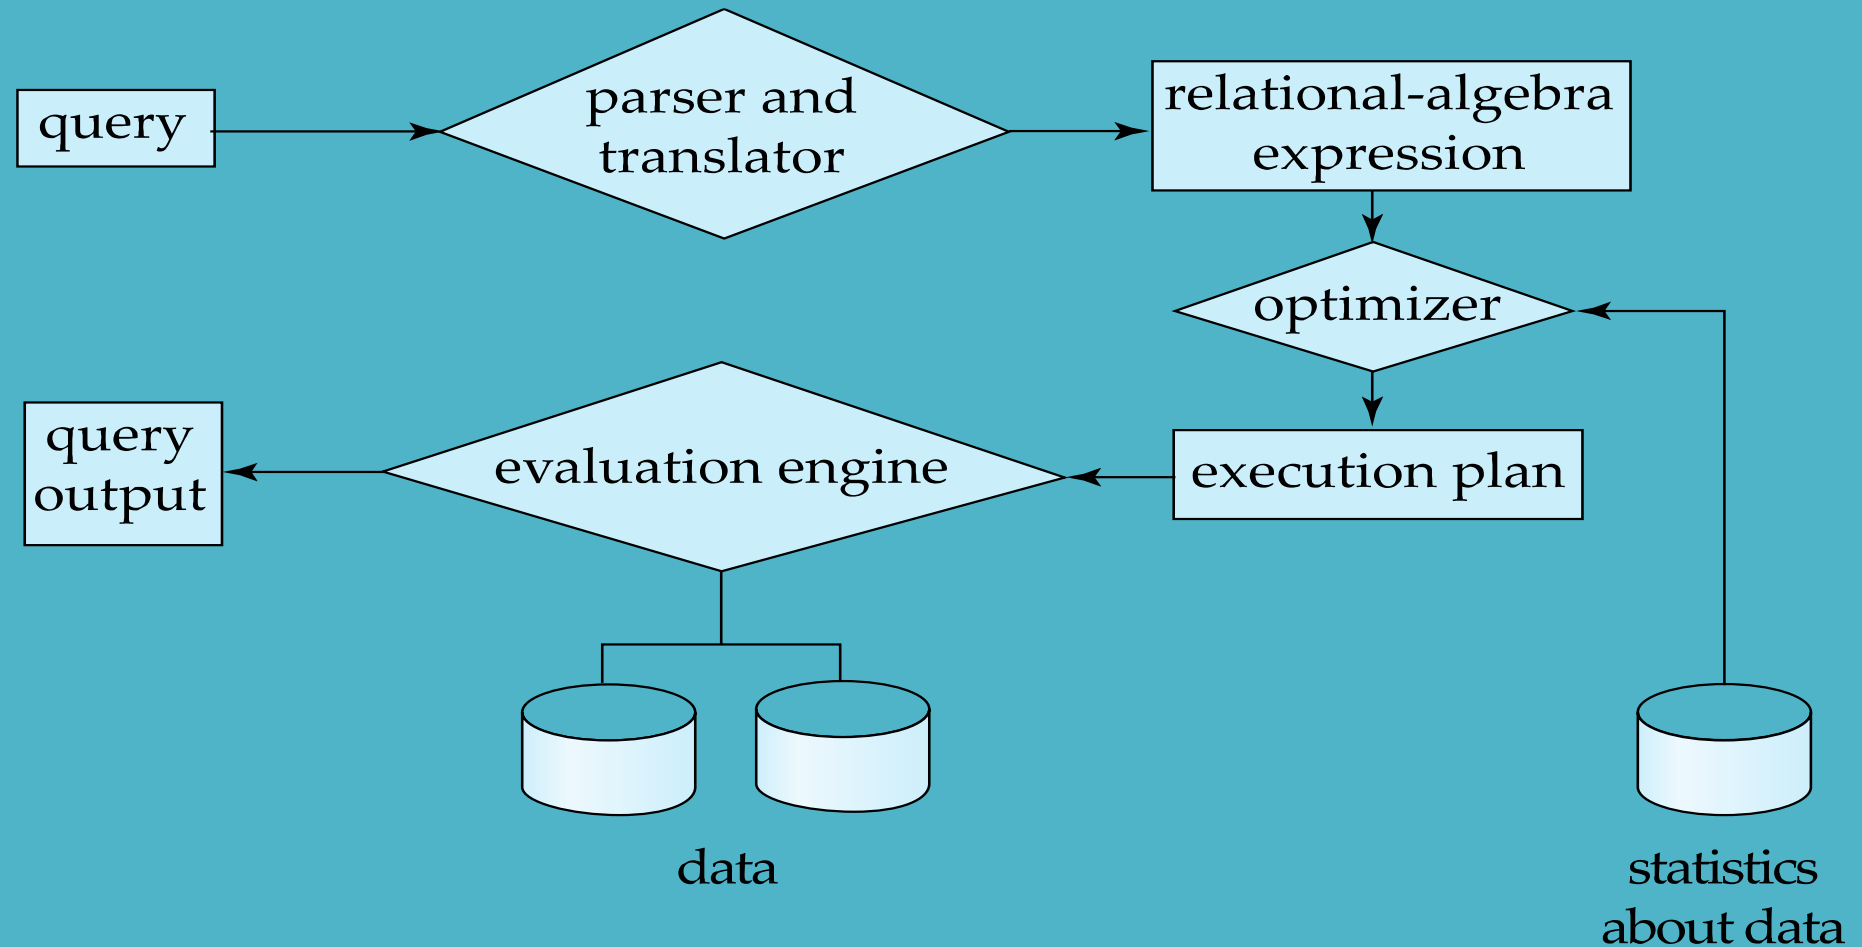 query
parser and
translator
relational-algebra
expression
optimizer
query
output
evaluation engine
execution plan
data
statistics
about data